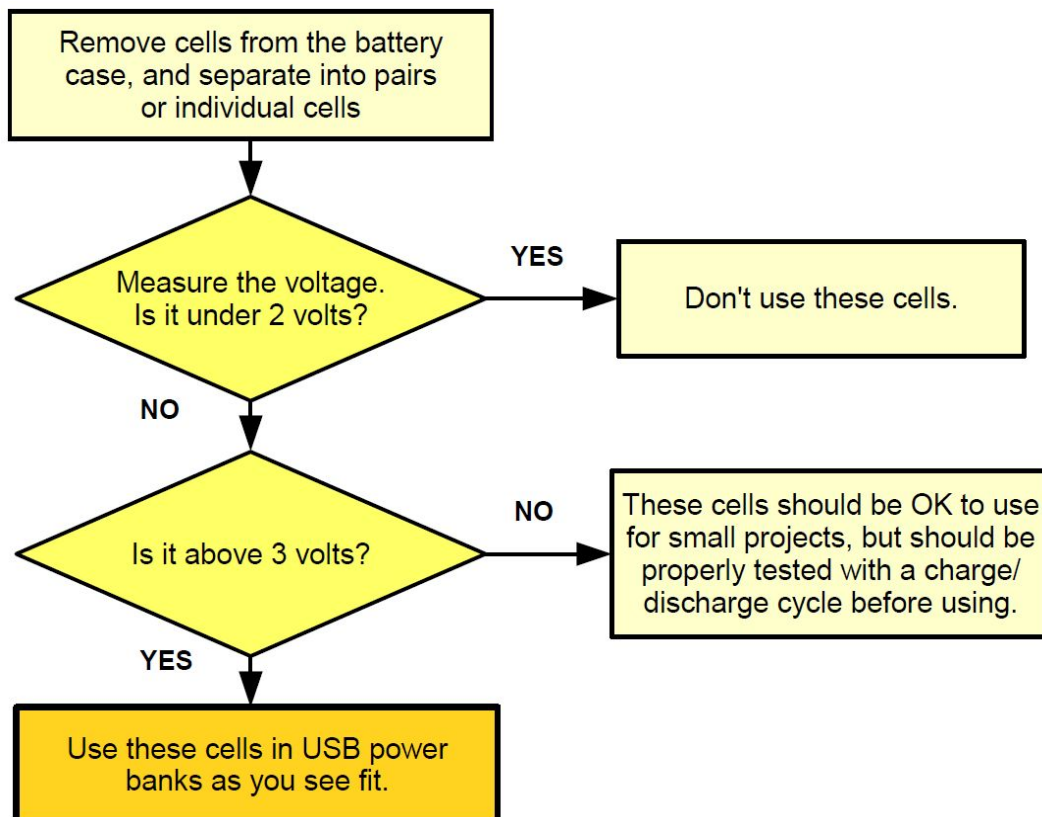 Remove cells from the battery
case, and separate into pairs
or individual cells
Measure the voltage.
Is it under 2 volts?
YES
Don't use these cells.
NO
Is it above 3 volts?
NO
These cells should be OK to use
for small projects, but should be
properly tested with a charge/
discharge cycle before using.
YES
Use these cells in USB power
banks as you see fit.